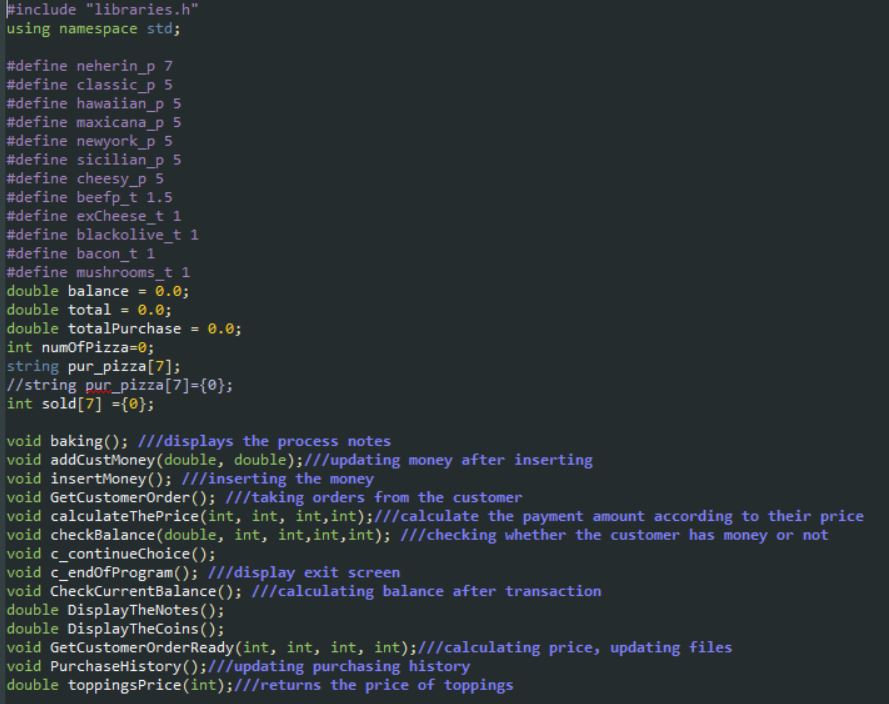 #include "libraries.h"
using namespace std;
#define neherin_p 7
#define classic_p 5
#define hawaiian_p 5
#define maxicana_p 5
#define newyork_p 5
#define sicilian_p 5
#define cheesy_p 5
#define beefp_t 1.5
#define exCheese_t 1
#define blackolive_t 1
#define bacon_t 1
#define mushrooms_t 1
double balance = 0.0;
double total = 0.0;
double totalPurchase = 0.0;
int numOfPizza=0;
string pur_pizza[7];
//string pur_pizza[7]={0};
int sold[7] ={0};
void baking(); ///displays the process notes
void addCustMoney(double, double);///updating money after inserting
void insertMoney(); ///inserting the money
void GetCustomerOrder(); ///taking orders from the customer
void calculateThePrice(int, int, int,int);///calculate the payment amount according to their price
void checkBalance(double, int, int,int,int); ///checking whether the customer has money or not
void c_continueChoice();
void c_endOfProgram(); ///display exit screen
void CheckCurrentBalance(); ///calculating balance after transaction
double DisplayTheNotes();
double DisplayTheCoins();
void GetCustomerOrderReady(int, int, int, int);///calculating price, updating files
void PurchaseHistory();///updating purchasing history
double toppingsPrice(int);///returns the price of toppings